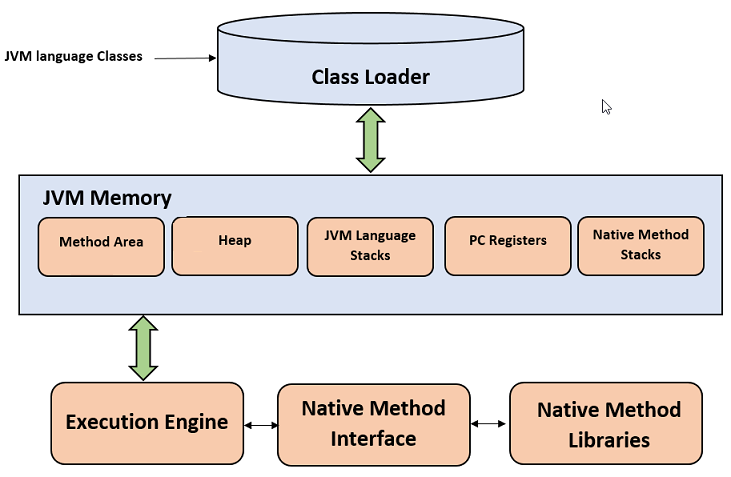 JVM language Classes
Class Loader
JVM Memory
Method Area
Heap
JVM Language
Stacks
PC Registers
Native Method
Stacks
Execution Engine
Native Method
Interface
Native Method
Libraries